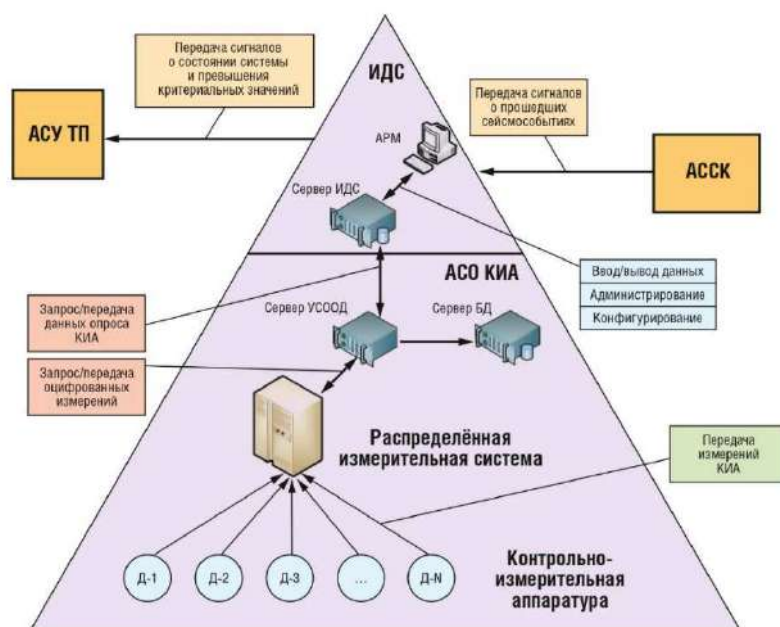 Передача сигналов
о состоянии системы
и превышения
критериальных значений
ИДС
Передача сигналов
о прошедших
сейсмособытиях
АСУ ТП
АРМ
АССК
Сервер ИДС
АСО КИА
Ввод/вывод данных
Администрирование
Конфигурирование
Запрос/передача
данных опроса
КИА
Сервер УСООД
Сервер БД
Запрос/передача
оцифрованных
измерений
Распределённая
измерительная система
Передача
измерений
КИА
Д-1
Д-2
Д-3
...
Д-N
Контрольно-
измерительная
аппаратура